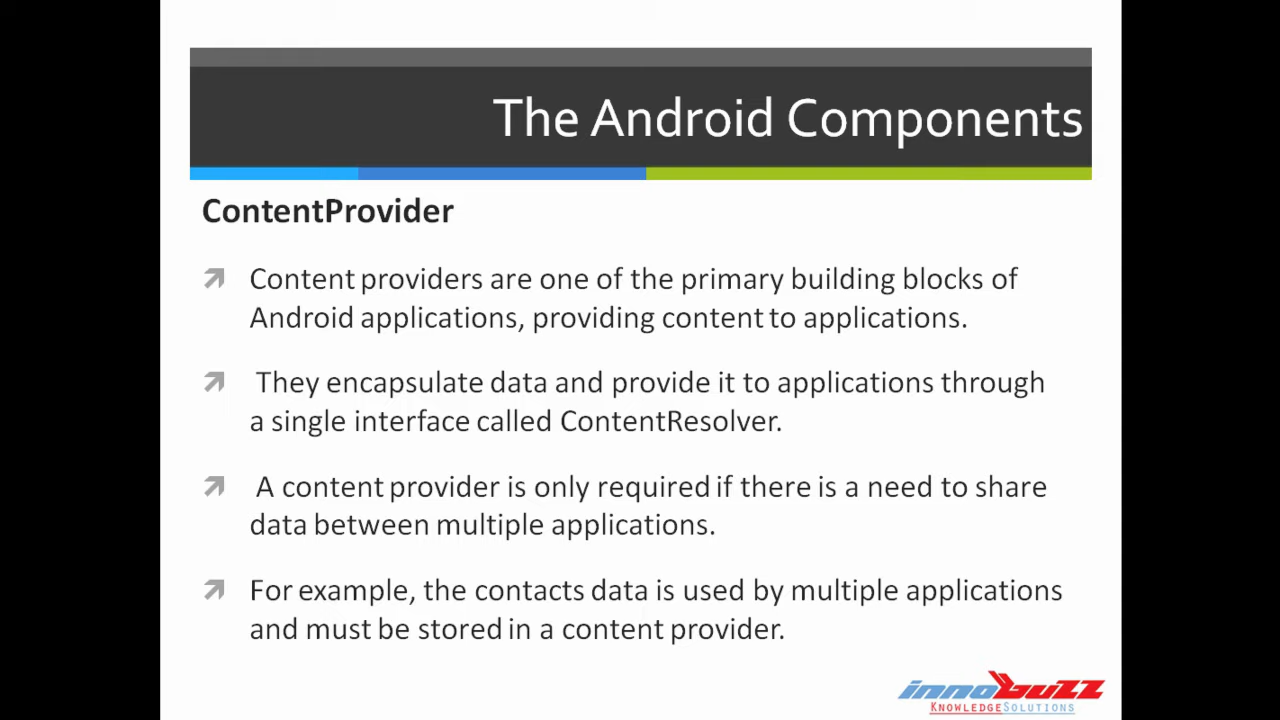 The Android Components
ContentProvider
Content providers are one of the primary building blocks of
Android applications, providing content to applications.
They encapsulate data and provide it to applications through
a single interface called ContentResolver.
A content provider is only required if there is a need to share
data between multiple applications.
For example, the contacts data is used by multiple applications
and must be stored in a content provider.
innobuzz
KNOWLEDGESOLUTIONS